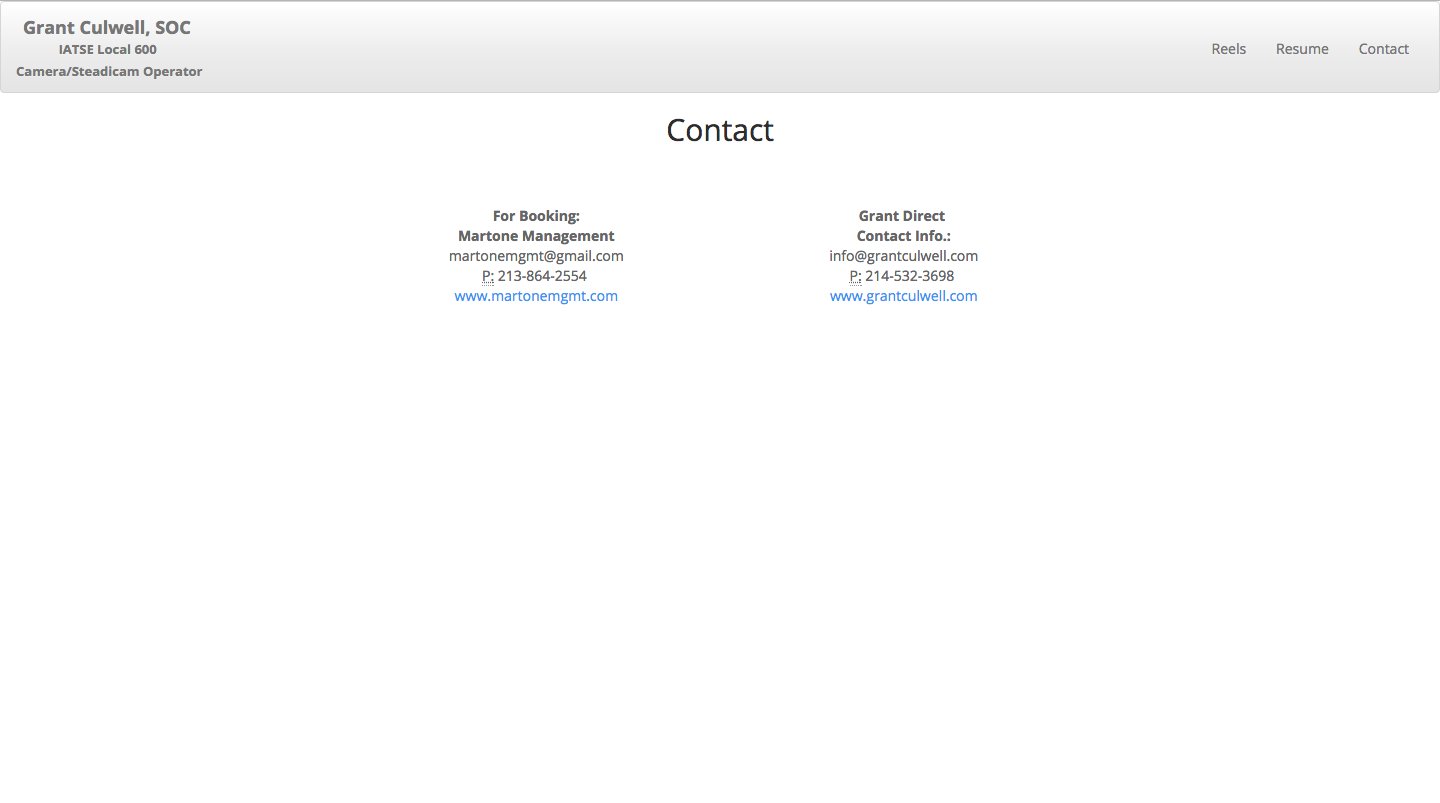 Grant Culwell, SOC
IATSE Local 600
Camera/Steadicam Operator
Reels
Resume
Contact
Contact
For Booking:
Martone Management
martonemgmt@gmail.com
P: 213-864-2554
www.martonemgmt.com
Grant Direct
Contact Info.:
info@grantculwell.com
P: 214-532-3698
www.grantculwell.com